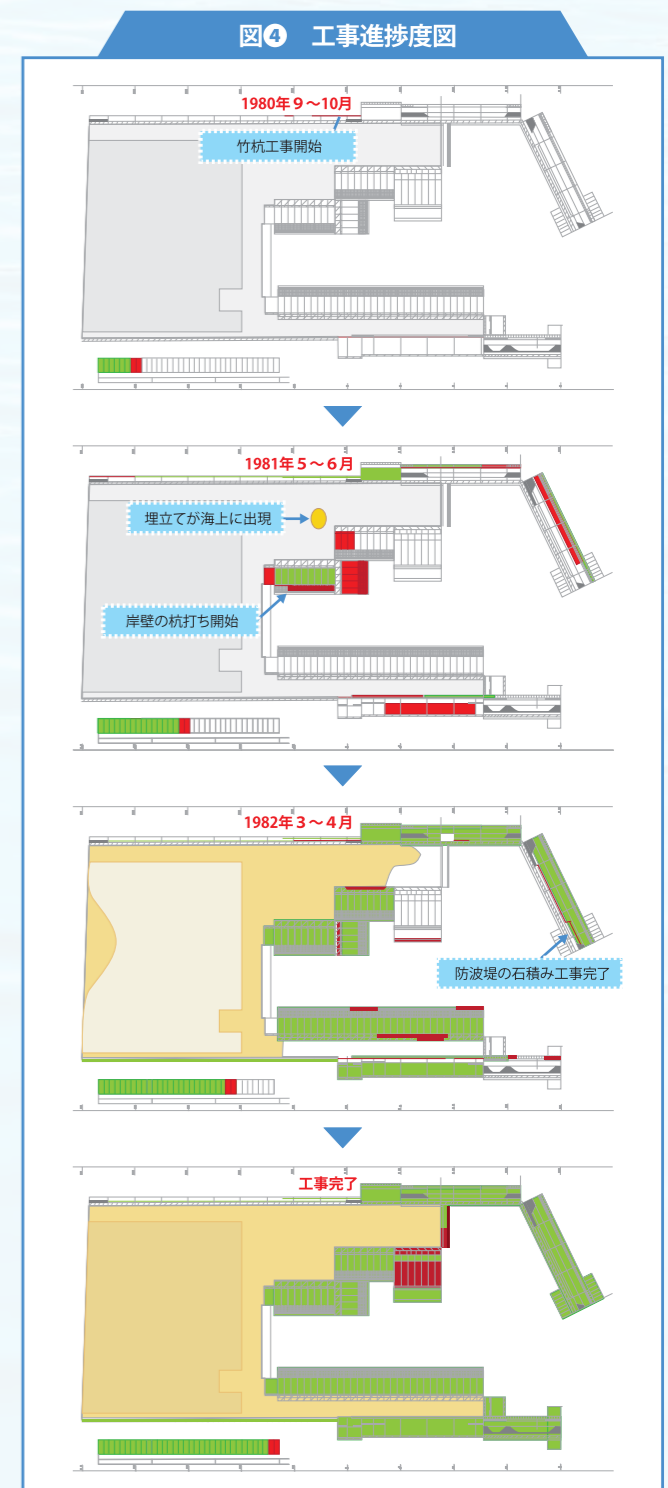 図❹ 工事進捗度図
1980年9～10月
竹杭工事開始
1981年5～6月
埋立てが海上に出現
岸壁の杭打ち開始
1982年3～4月
防波堤の石積み工事完了
工事完了